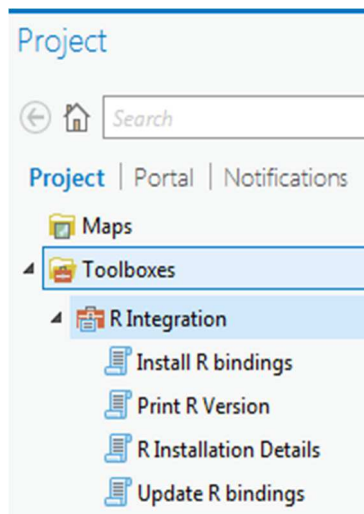 Project
Search
Project | Portal | Notifications
Maps
Toolboxes
R Integration
Install R bindings
Print R Version
R Installation Details
Update R bindings